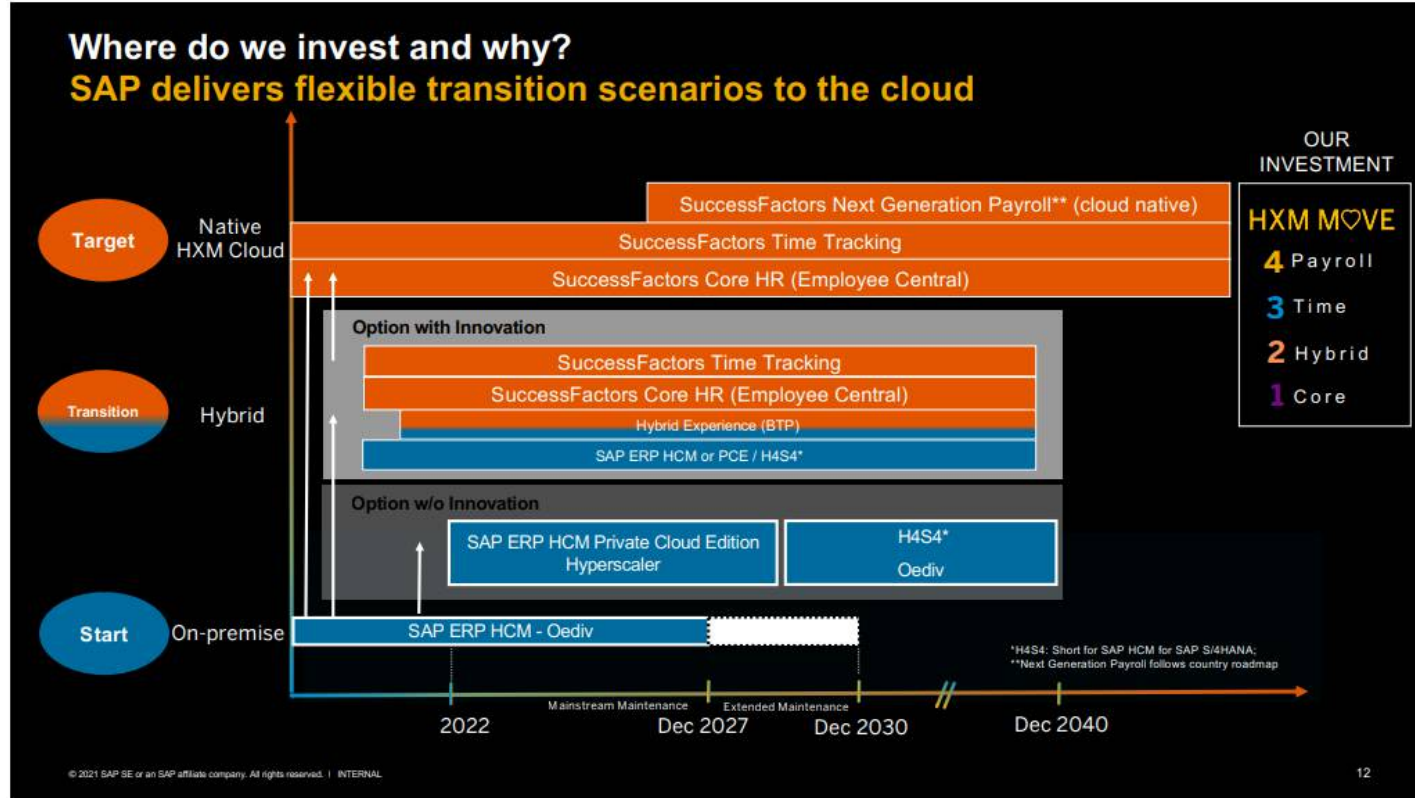 Where do we invest and why?
SAP delivers flexible transition scenarios to the cloud
OUR
INVESTMENT
HXM M♡VE
4 Payroll
3 Time
2 Hybrid
1 Core
Target
Native
HXM Cloud
SuccessFactors Next Generation Payroll** (cloud native)
SuccessFactors Time Tracking
SuccessFactors Core HR (Employee Central)
Transition
Hybrid
Option with Innovation
SuccessFactors Time Tracking
SuccessFactors Core HR (Employee Central)
Hybrid Experience (BTP)
SAP ERP HCM or PCE / H4S4*
Option w/o Innovation
SAP ERP HCM Private Cloud Edition
Hyperscaler
H4S4*
Oediv
Start
On-premise
SAP ERP HCM - Oediv
*H4S4: Short for SAP HCM for SAP S/4HANA;
**Next Generation Payroll follows country roadmap
Mainstream Maintenance
Extended Maintenance
2022
Dec 2027
Dec 2030
Dec 2040
© 2021 SAP SE or an SAP affiliate company. All rights reserved. I INTERNAL
12